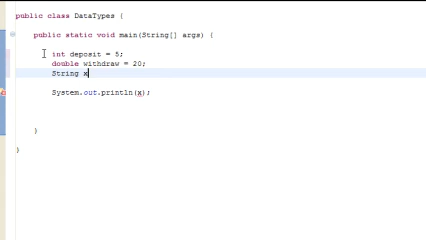 public class DataTypes {
public static void main(String[] args) {
int deposit = 5;
double withdraw = 20;
String x
System.out.println(x);
}
}